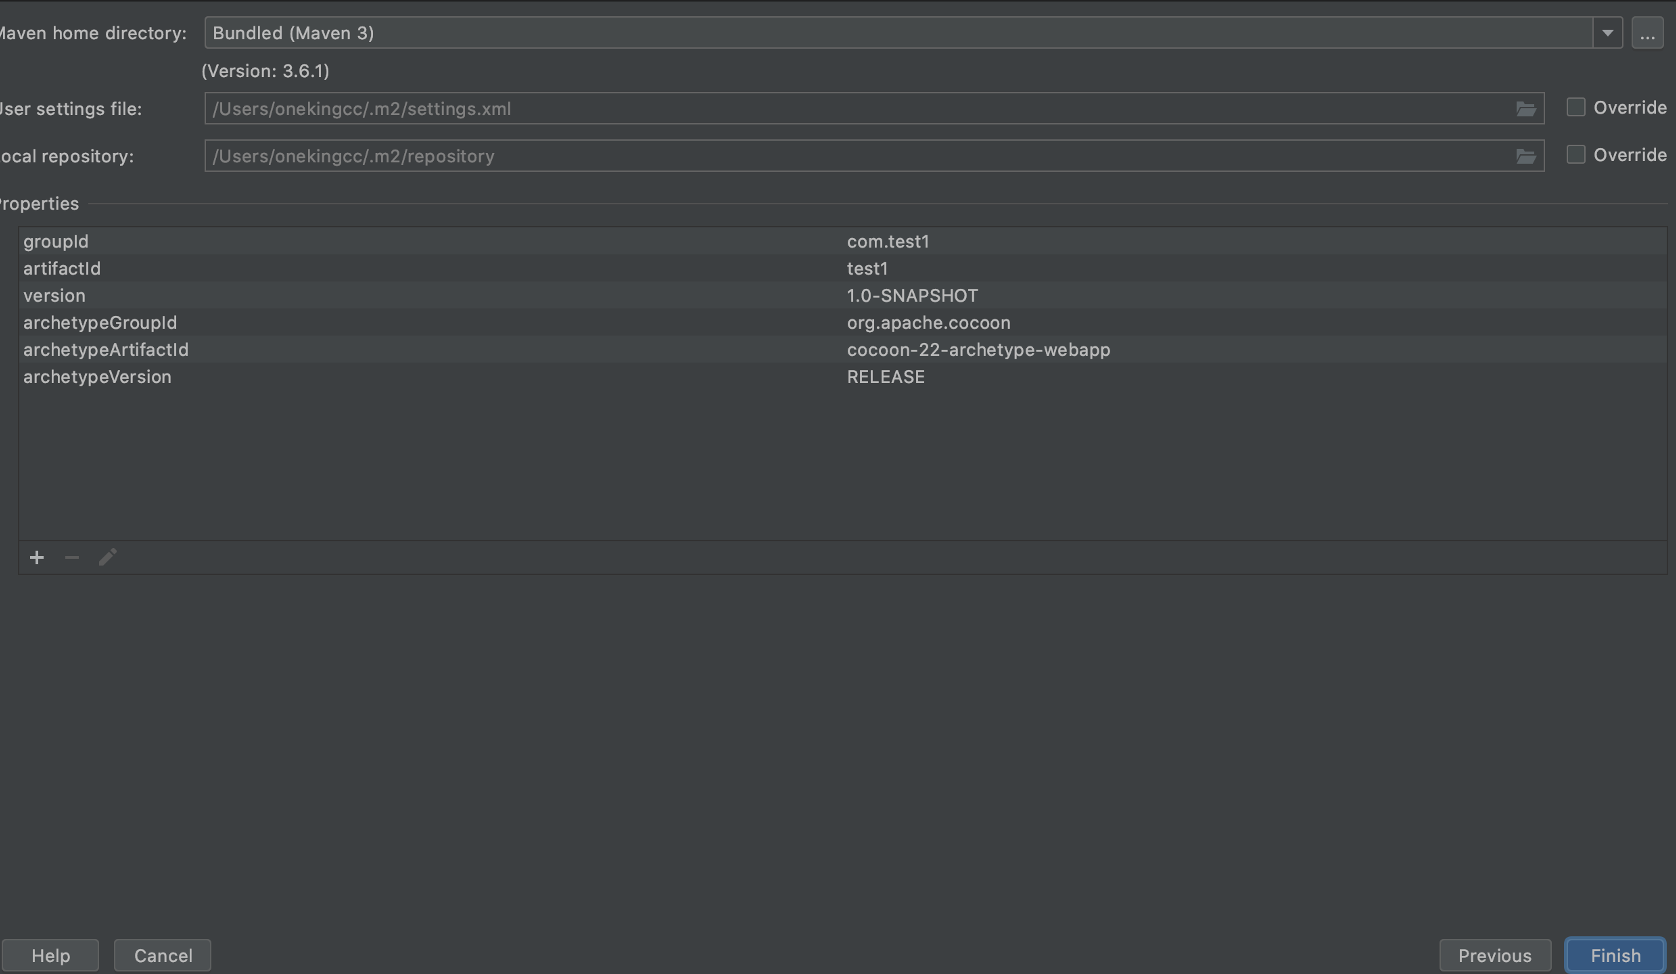 Maven home directory: Bundled (Maven 3)
(Version: 3.6.1)
User settings file: /Users/onekingcc/.m2/settings.xml Override
ocal repository: /Users/onekingcc/.m2/repository Override
Properties
groupId com.test1
artifactId test1
version 1.0-SNAPSHOT
archetypeGroupId org.apache.cocoon
archetypeArtifactId cocoon-22-archetype-webapp
archetypeVersion RELEASE
Help Cancel Previous Finish